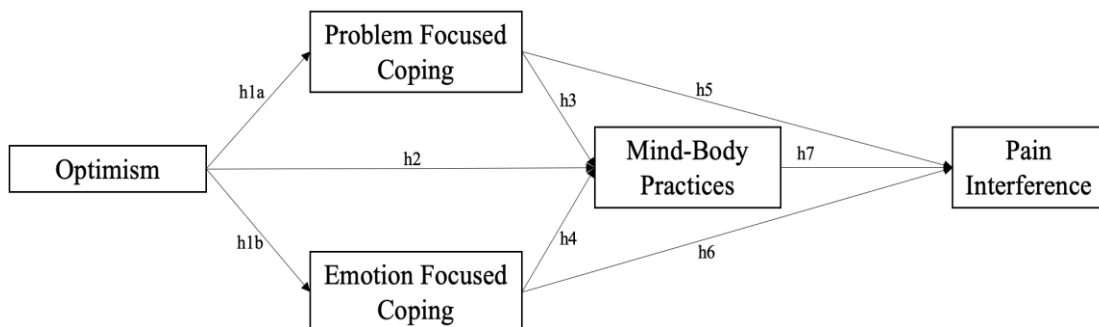 Problem Focused
Coping
h1a
h3
h5
Optimism
h2
Mind-Body
Practices
h7
Pain
Interference
h1b
h4
h6
Emotion Focused
Coping